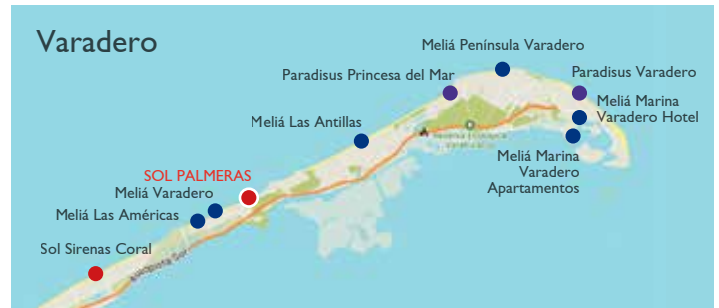 Varadero
Meliá Península Varadero
Paradisus Princesa del Mar
Paradisus Varadero
Meliá Marina
Varadero Hotel
Meliá Las Antillas
Meliá Marina
Varadero
Apartamentos
SOL PALMERAS
Meliá Varadero
Meliá Las Américas
Sol Sirenas Coral